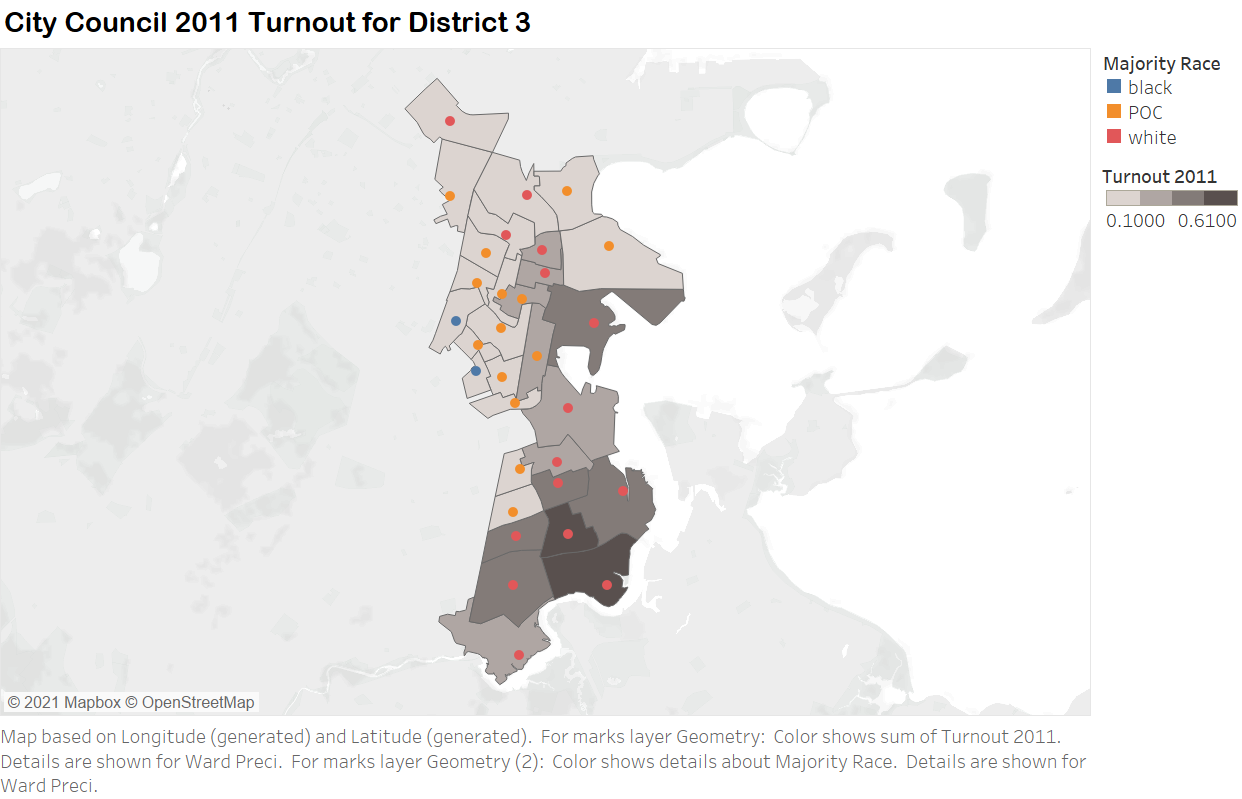 City Council 2011 Turnout for District 3
Majority Race
black
POC
white
Turnout 2011
0.1000 0.6100
© 2021 Mapbox © OpenStreetMap
Map based on Longitude (generated) and Latitude (generated). For marks layer Geometry: Color shows sum of Turnout 2011.
Details are shown for Ward Preci. For marks layer Geometry (2): Color shows details about Majority Race. Details are shown for
Ward Preci.